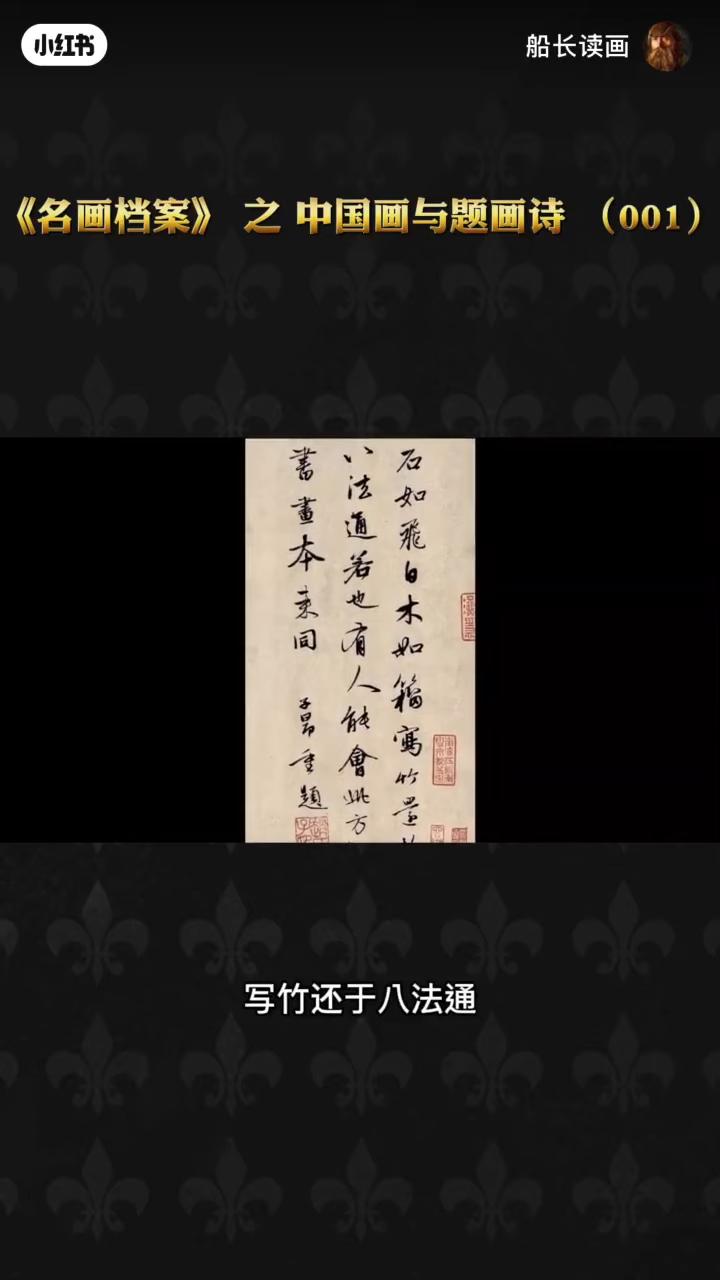 小红书
船长读画
《名画档案》 之 中国画与题画诗 （001）
石如飛白木如籀寫竹還
八法通若也有人能會此方
書畫本来同
子昂重題
写竹还于八法通